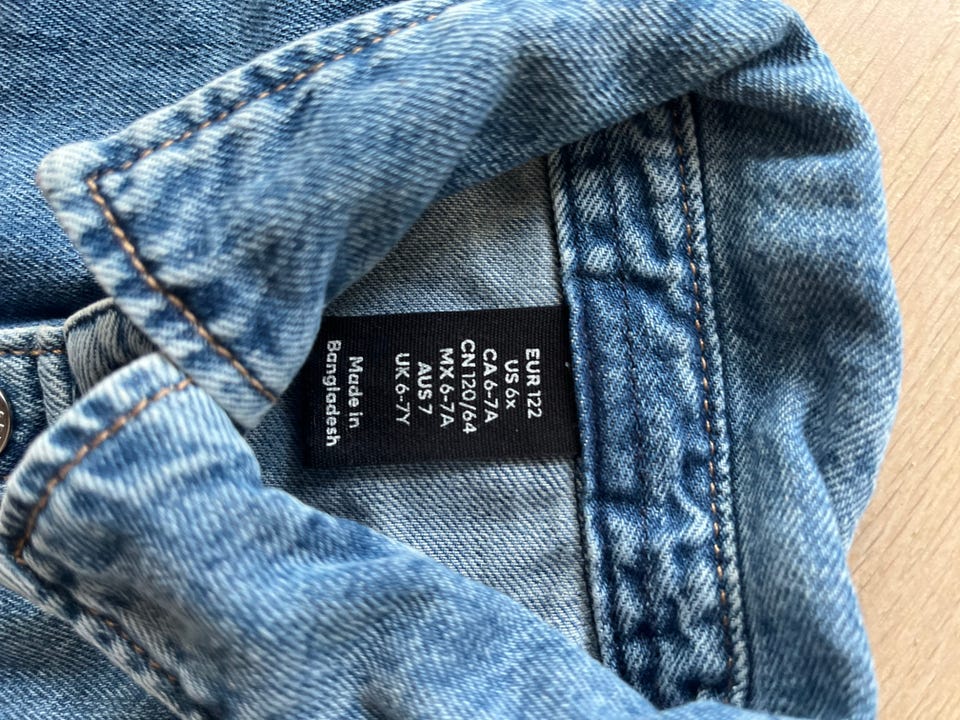 EUR 122
US 6x
CA 6-7A
CN 120/64
MX 6-7A
AUS 7
UK 6-7Y
Made in
Bangladesh